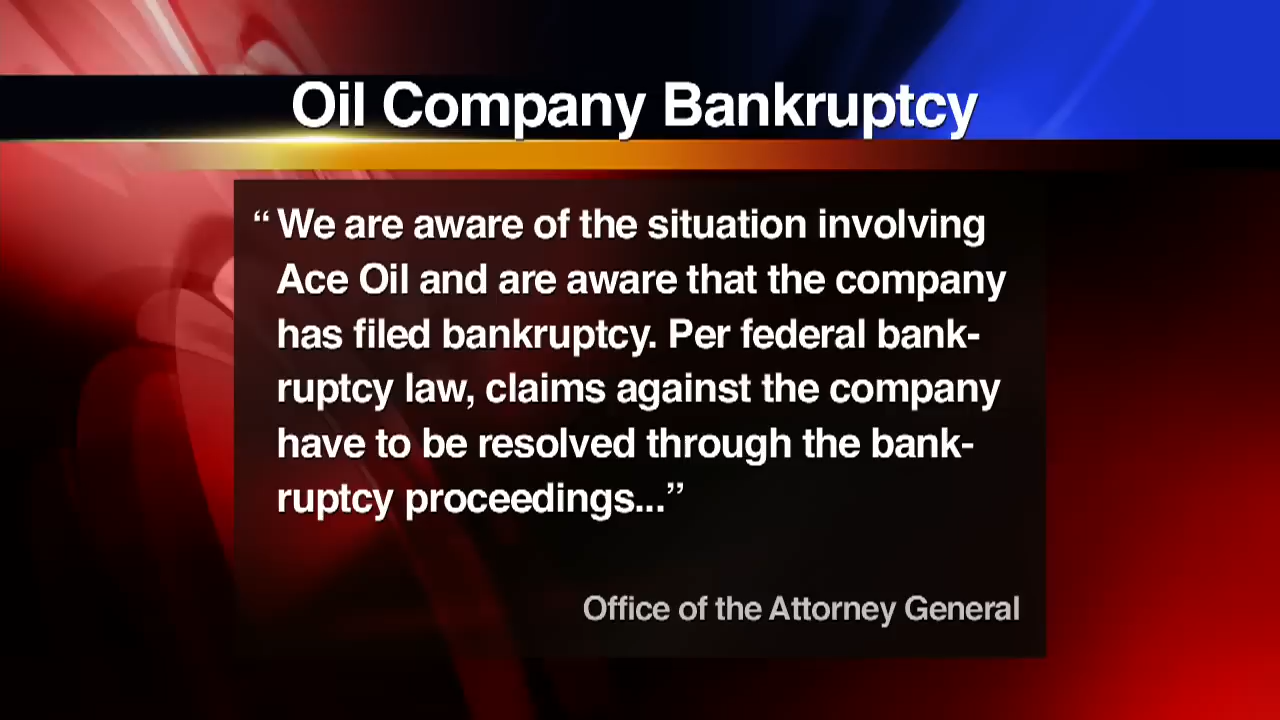 Oil Company Bankruptcy
“ We are aware of the situation involving
Ace Oil and are aware that the company
has filed bankruptcy. Per federal bank-
ruptcy law, claims against the company
have to be resolved through the bank-
ruptcy proceedings...”
Office of the Attorney General